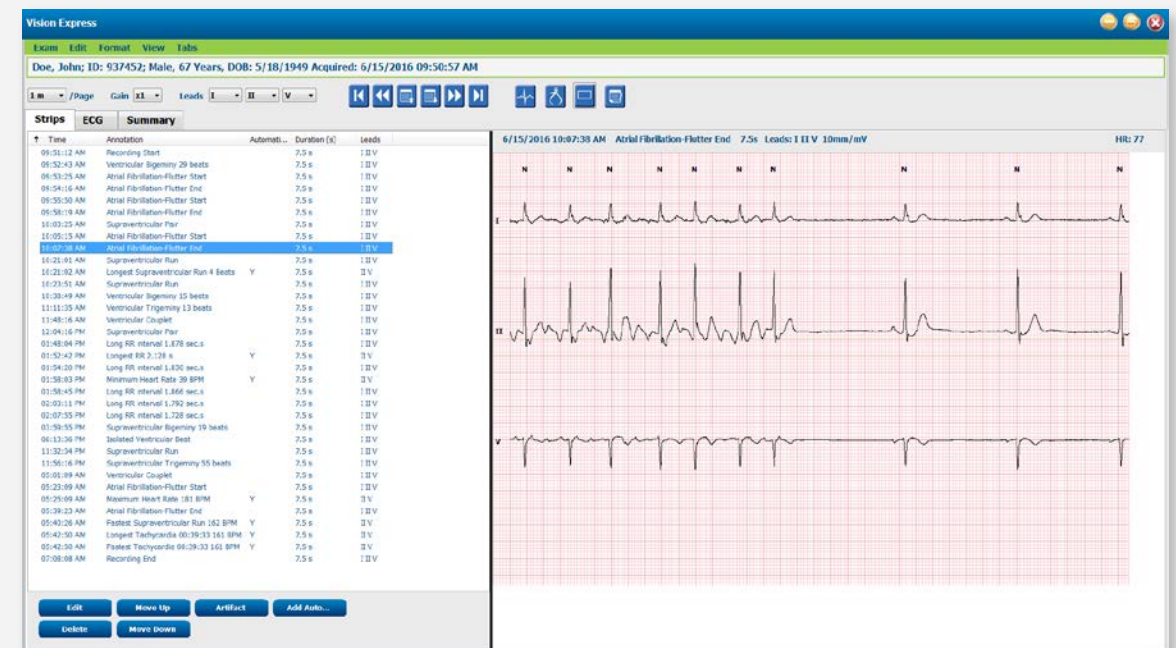 Vision Express
Exam Edit Format View Tabs
Doe, John; ID: 937452; Male, 67 Years, DOB: 5/18/1949 Acquired: 6/15/2016 09:50:57 AM
1 m /Page Gain x1 Leads I II V
Strips ECG Summary
Time Annotation Automati... Duration [s] Leads
09:51:12 AM Recording Start 7.5 s I II V
09:52:43 AM Ventricular Bigeminy 29 beats 7.5 s I II V
09:53:25 AM Atrial Fibrillation-Flutter Start 7.5 s I II V
09:54:16 AM Atrial Fibrillation-Flutter End 7.5 s I II V
09:55:50 AM Atrial Fibrillation-Flutter Start 7.5 s I II V
09:58:19 AM Atrial Fibrillation-Flutter End 7.5 s I II V
10:03:25 AM Supraventricular Pair 7.5 s I II V
10:05:15 AM Atrial Fibrillation-Flutter Start 7.5 s I II V
10:07:38 AM Atrial Fibrillation-Flutter End 7.5 s I II V
10:21:01 AM Supraventricular Run 7.5 s I II V
10:21:02 AM Longest Supraventricular Run 4 Beats Y 7.5 s II V
10:23:51 AM Supraventricular Run 7.5 s I II V
10:38:49 AM Ventricular Bigeminy 15 beats 7.5 s I II V
11:11:35 AM Ventricular Trigeminy 13 beats 7.5 s I II V
11:48:16 AM Ventricular Couplet 7.5 s I II V
12:04:16 PM Supraventricular Pair 7.5 s I II V
01:48:04 PM Long RR interval 1.878 sec.s 7.5 s I II V
01:52:42 PM Longest RR 2.128 s Y 7.5 s II V
01:54:20 PM Long RR interval 1.830 sec.s 7.5 s I II V
01:58:03 PM Minimum Heart Rate 39 BPM Y 7.5 s II V
01:58:45 PM Long RR interval 1.866 sec.s 7.5 s I II V
02:03:11 PM Long RR interval 1.792 sec.s 7.5 s I II V
02:07:55 PM Long RR interval 1.728 sec.s 7.5 s I II V
03:59:55 PM Supraventricular Bigeminy 19 beats 7.5 s I II V
06:13:36 PM Isolated Ventricular Beat 7.5 s I II V
11:32:34 PM Supraventricular Run 7.5 s I II V
11:56:16 PM Supraventricular Trigeminy 55 beats 7.5 s I II V
05:01:09 AM Ventricular Couplet 7.5 s I II V
05:23:09 AM Atrial Fibrillation-Flutter Start 7.5 s I II V
05:25:09 AM Maximum Heart Rate 181 BPM Y 7.5 s II V
05:39:23 AM Atrial Fibrillation-Flutter End 7.5 s I II V
05:43:26 AM Fastest Supraventricular Run 162 BPM Y 7.5 s II V
05:42:50 AM Longest Tachycardia 00:39:33 161 BPM Y 7.5 s II V
05:42:50 AM Fastest Tachycardia 00:39:33 161 BPM Y 7.5 s II V
07:08:08 AM Recording End 7.5 s I II V
Edit Move Up Artifact Add Auto...
Delete Move Down
6/15/2016 10:07:38 AM Atrial Fibrillation-Flutter End 7.5s Leads: I II V 10mm/mV HR: 77
N N N N N N N N N N
I
II
V